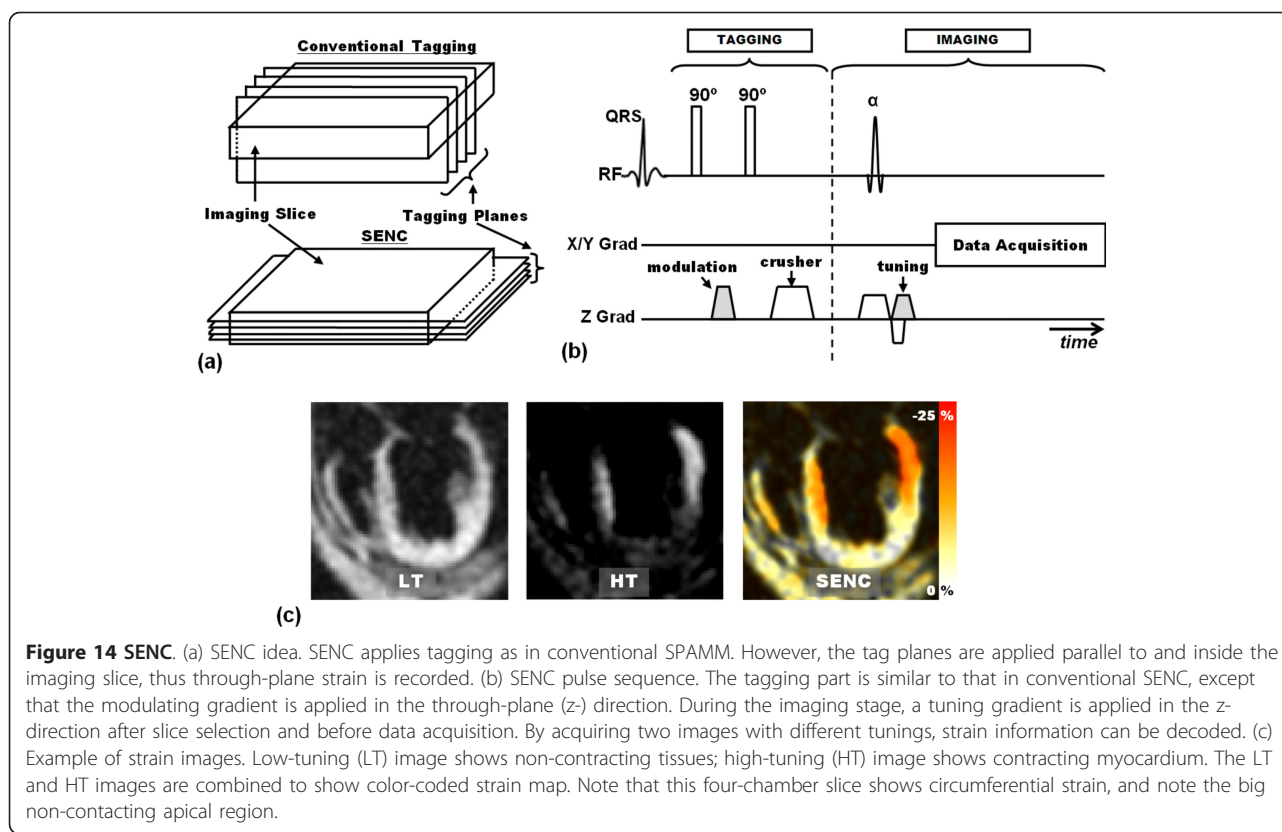 Conventional Tagging
Imaging Slice
Tagging Planes
SENC
(a)
TAGGING
IMAGING
90º 90º
α
QRS
RF
X/Y Grad
Data Acquisition
modulation
crusher
tuning
Z Grad
time
(b)
LT
HT
SENC
-25 %
0 %
(c)
Figure 14 SENC. (a) SENC idea. SENC applies tagging as in conventional SPAMM. However, the tag planes are applied parallel to and inside the
imaging slice, thus through-plane strain is recorded. (b) SENC pulse sequence. The tagging part is similar to that in conventional SENC, except
that the modulating gradient is applied in the through-plane (z-) direction. During the imaging stage, a tuning gradient is applied in the z-
direction after slice selection and before data acquisition. By acquiring two images with different tunings, strain information can be decoded. (c)
Example of strain images. Low-tuning (LT) image shows non-contracting tissues; high-tuning (HT) image shows contracting myocardium. The LT
and HT images are combined to show color-coded strain map. Note that this four-chamber slice shows circumferential strain, and note the big
non-contacting apical region.